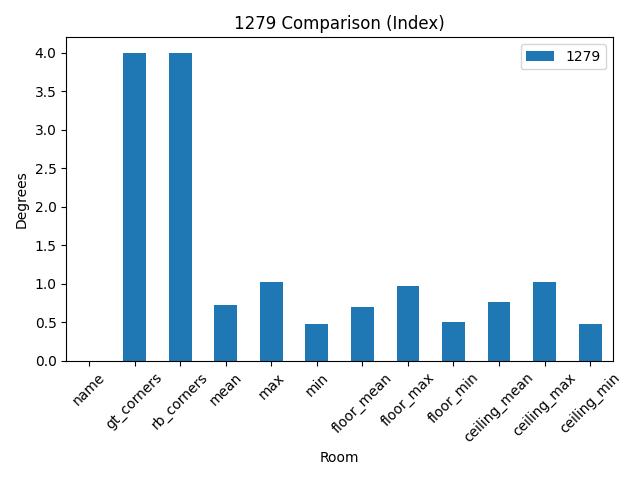 1279 Comparison (Index)
1279
Degrees
4.0
3.5
3.0
2.5
2.0
1.5
1.0
0.5
0.0
name
gt_corners
rb_corners
mean
max
min
floor_mean
floor_max
floor_min
ceiling_mean
ceiling_max
ceiling_min
Room